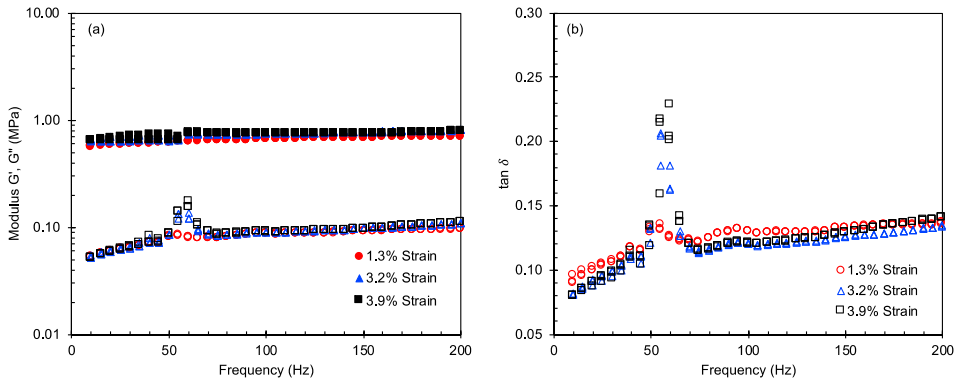 (a)
10.00
1.00
0.10
0.01
Modulus G', G" (MPa)
1.3% Strain
3.2% Strain
3.9% Strain
0 50 100 150 200
Frequency (Hz)
(b)
0.30
0.25
0.20
0.15
0.10
0.05
tan δ
1.3% Strain
3.2% Strain
3.9% Strain
0 50 100 150 200
Frequency (Hz)